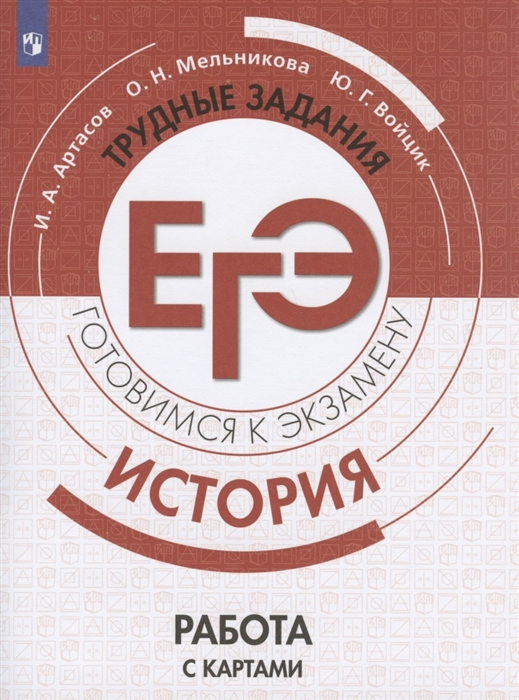 И. А. Артасов О. Н. Мельникова Ю. Г. Войцик
ТРУДНЫЕ ЗАДАНИЯ
ЕГЭ
ГОТОВИМСЯ К ЭКЗАМЕНУ
ИСТОРИЯ
РАБОТА
С КАРТАМИ